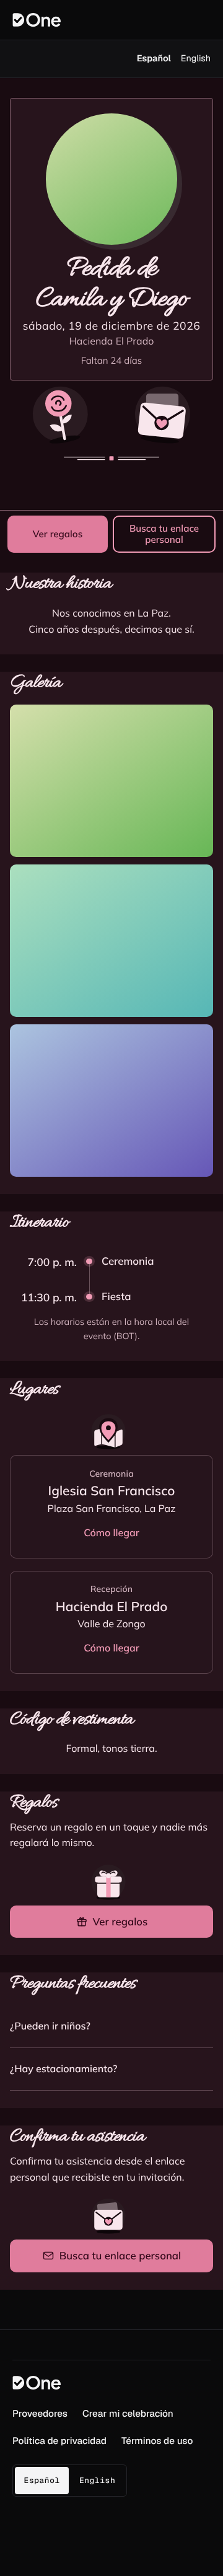 DOne
Español English
Pedida de
Camila y Diego
sábado, 19 de diciembre de 2026
Hacienda El Prado
Faltan 24 días
Ver regalos
Busca tu enlace
personal
Nuestra historia
Nos conocimos en La Paz.
Cinco años después, decimos que sí.
Galería
Itinerario
7:00 p. m. Ceremonia
11:30 p. m. Fiesta
Los horarios están en la hora local del
evento (BOT).
Lugares
Ceremonia
Iglesia San Francisco
Plaza San Francisco, La Paz
Cómo llegar
Recepción
Hacienda El Prado
Valle de Zongo
Cómo llegar
Código de vestimenta
Formal, tonos tierra.
Regalos
Reserva un regalo en un toque y nadie más
regalará lo mismo.
Ver regalos
Preguntas frecuentes
¿Pueden ir niños?
¿Hay estacionamiento?
Confirma tu asistencia
Confirma tu asistencia desde el enlace
personal que recibiste en tu invitación.
Busca tu enlace personal
DOne
Proveedores Crear mi celebración
Política de privacidad Términos de uso
Español English